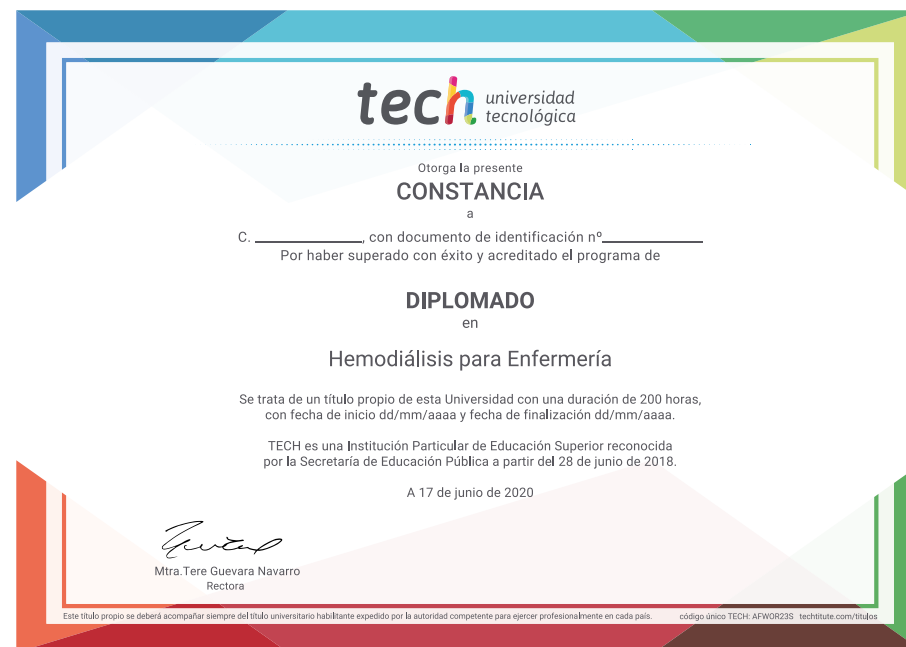 tech universidad
tecnológica
Otorga la presente
CONSTANCIA
a
C. ______________, con documento de identificación nº_____________
Por haber superado con éxito y acreditado el programa de
DIPLOMADO
en
Hemodiálisis para Enfermería
Se trata de un título propio de esta Universidad con una duración de 200 horas,
con fecha de inicio dd/mm/aaaa y fecha de finalización dd/mm/aaaa.
TECH es una Institución Particular de Educación Superior reconocida
por la Secretaría de Educación Pública a partir del 28 de junio de 2018.
A 17 de junio de 2020
Mtra.Tere Guevara Navarro
Rectora
Este título propio se deberá acompañar siempre del título universitario habilitante expedido por la autoridad competente para ejercer profesionalmente en cada país. código único TECH: AFWOR23S techtitute.com/titulos